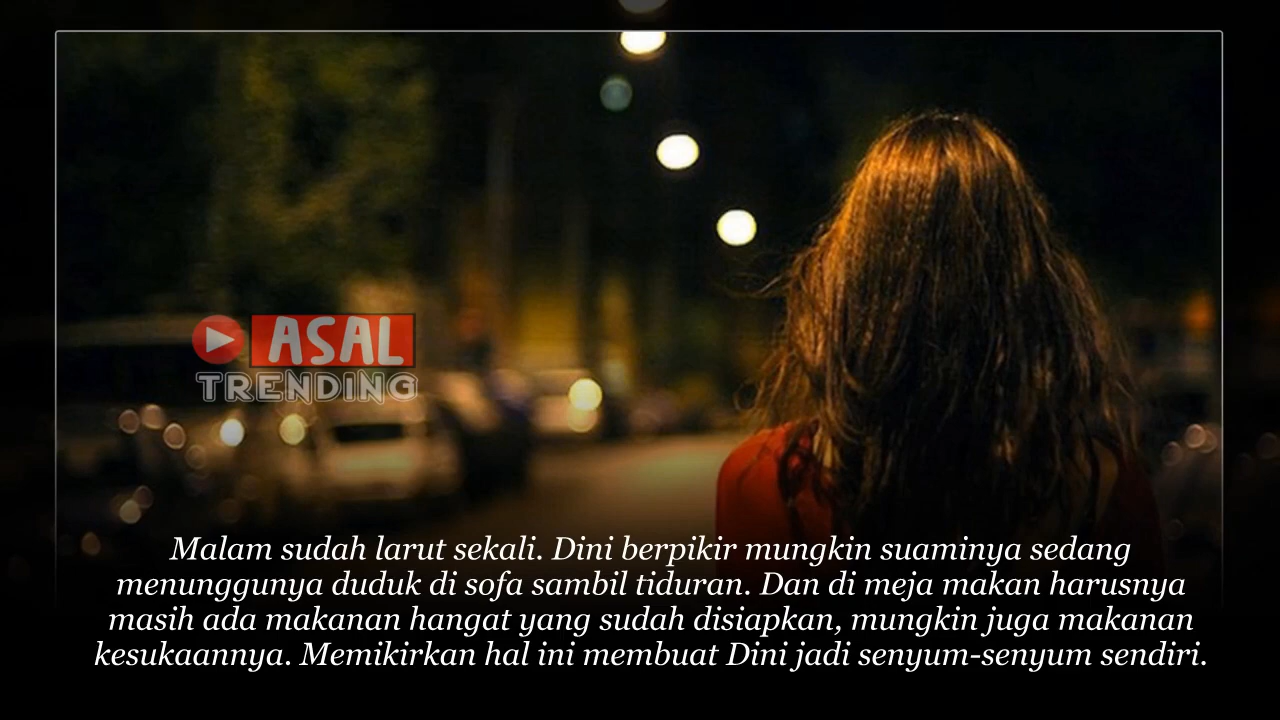 ASAL
TRENDING
Malam sudah larut sekali. Dini berpikir mungkin suaminya sedang
menunggunya duduk di sofa sambil tiduran. Dan di meja makan harusnya
masih ada makanan hangat yang sudah disiapkan, mungkin juga makanan
kesukaannya. Memikirkan hal ini membuat Dini jadi senyum-senyum sendiri.